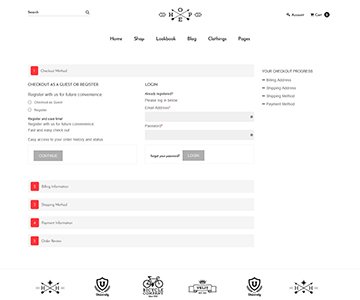 Search
HOPE
Account
Cart
0
Home
Shop
Lookbook
Blog
Clothings
Pages
1
Checkout Method
YOUR CHECKOUT PROGRESS
Billing Address
Shipping Address
Shipping Method
Payment Method
CHECKOUT AS A GUEST OR REGISTER
Register with us for future convenience:
Checkout as Guest
Register
Register and save time!
Register with us for future convenience:
Fast and easy check out
Easy access to your order history and status
CONTINUE
LOGIN
Already registered?
Please log in below:
Email Address*
Password*
Forgot your password?
LOGIN
2
Billing Information
3
Shipping Method
4
Payment Information
5
Order Review
BICYCLE
COMPANY